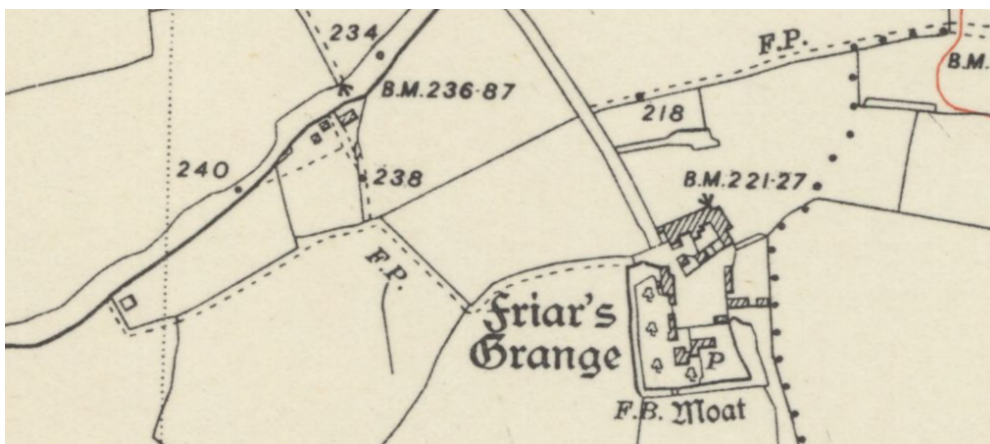 234
F.P.
B.M.
B.M.236·87
218
240
238
B.M.221·27
F.P.
Friar's
Grange
P
F.B. Moat